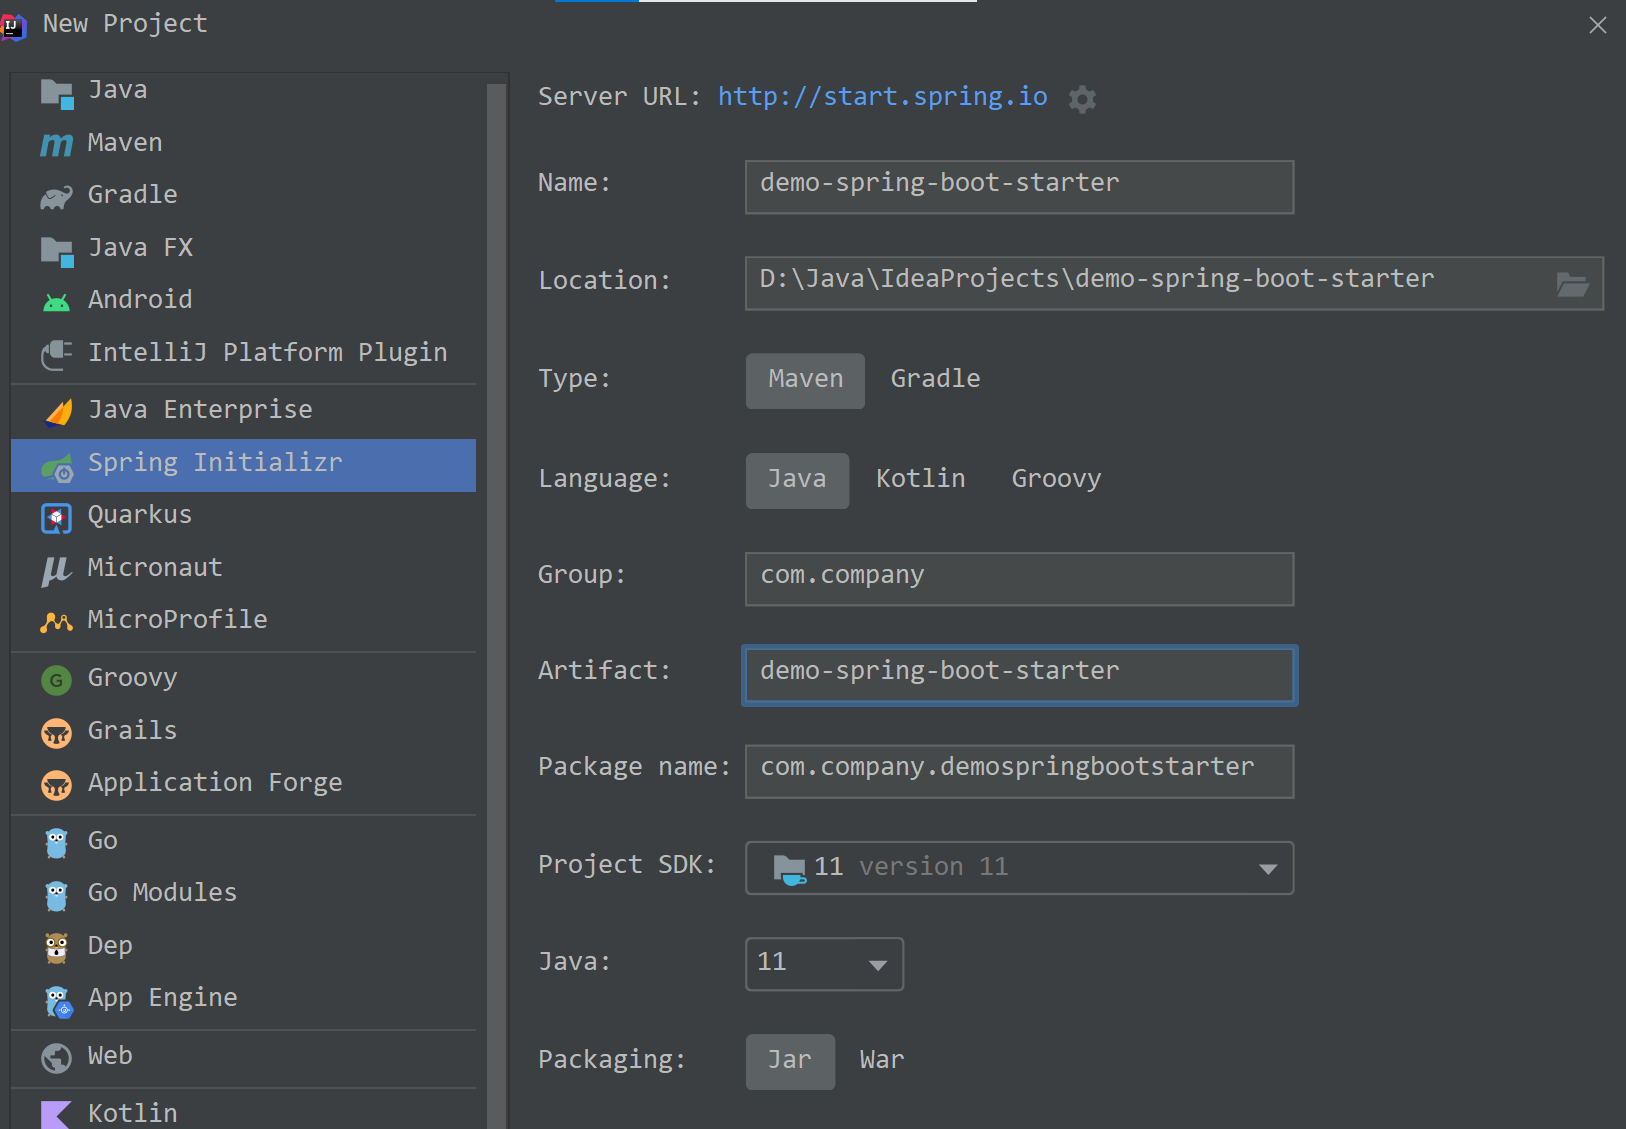 New Project
Java
Maven
Gradle
Java FX
Android
IntelliJ Platform Plugin
Java Enterprise
Spring Initializr
Quarkus
Micronaut
MicroProfile
Groovy
Grails
Application Forge
Go
Go Modules
Dep
App Engine
Web
Kotlin
Server URL: http://start.spring.io
Name: demo-spring-boot-starter
Location: D:\Java\IdeaProjects\demo-spring-boot-starter
Type: Maven Gradle
Language: Java Kotlin Groovy
Group: com.company
Artifact: demo-spring-boot-starter
Package name: com.company.demospringbootstarter
Project SDK: 11 version 11
Java: 11
Packaging: Jar War